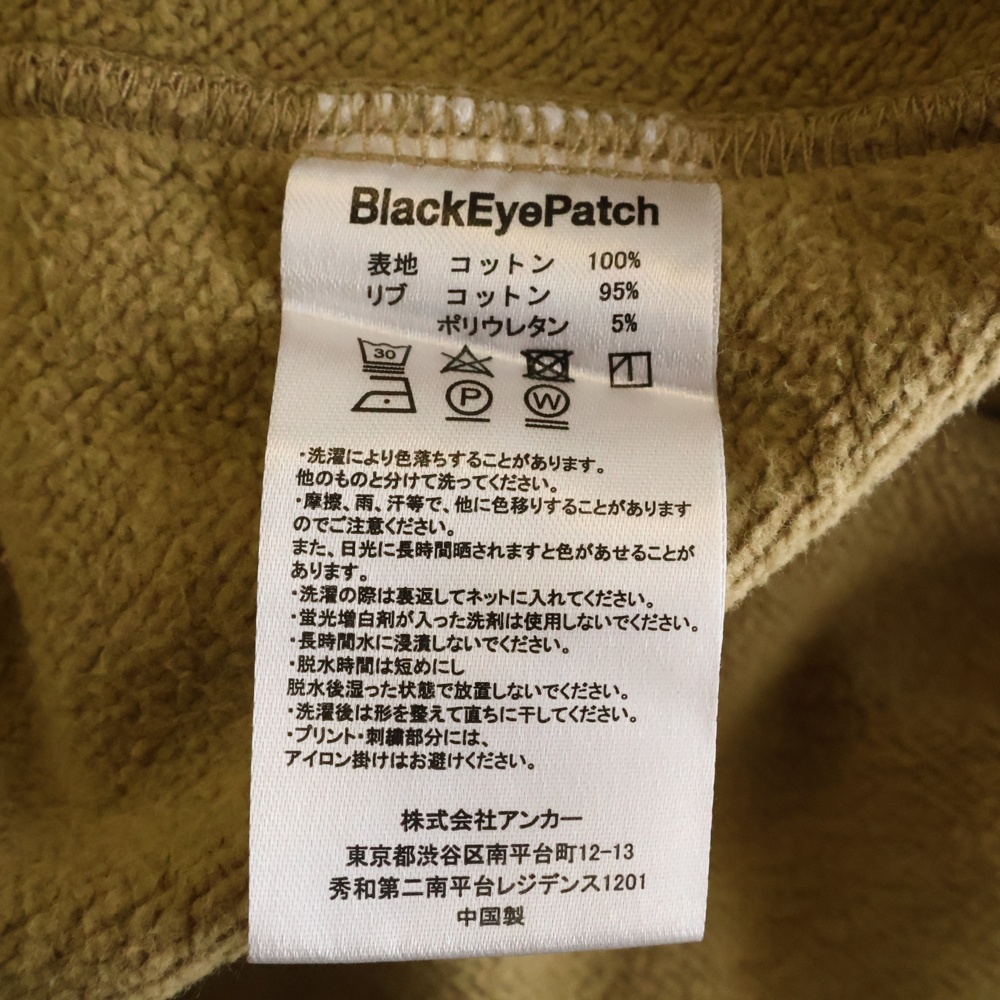 BlackEyePatch
表地 コットン 100%
リブ コットン 95%
ポリウレタン 5%
30
P W
・洗濯により色落ちすることがあります。
他のものと分けて洗ってください。
・摩擦、雨、汗等で、他に色移りすることがあります
のでご注意ください。
また、日光に長時間晒されますと色があせることが
あります。
・洗濯の際は裏返してネットに入れてください。
・蛍光増白剤が入った洗剤は使用しないでください。
・長時間水に浸漬しないでください。
・脱水時間は短めにし
脱水後湿った状態で放置しないでください。
・洗濯後は形を整えて直ちに干してください。
・プリント・刺繍部分には、
アイロン掛けはお避けください。
株式会社アンカー
東京都渋谷区南平台町12-13
秀和第二南平台レジデンス1201
中国製